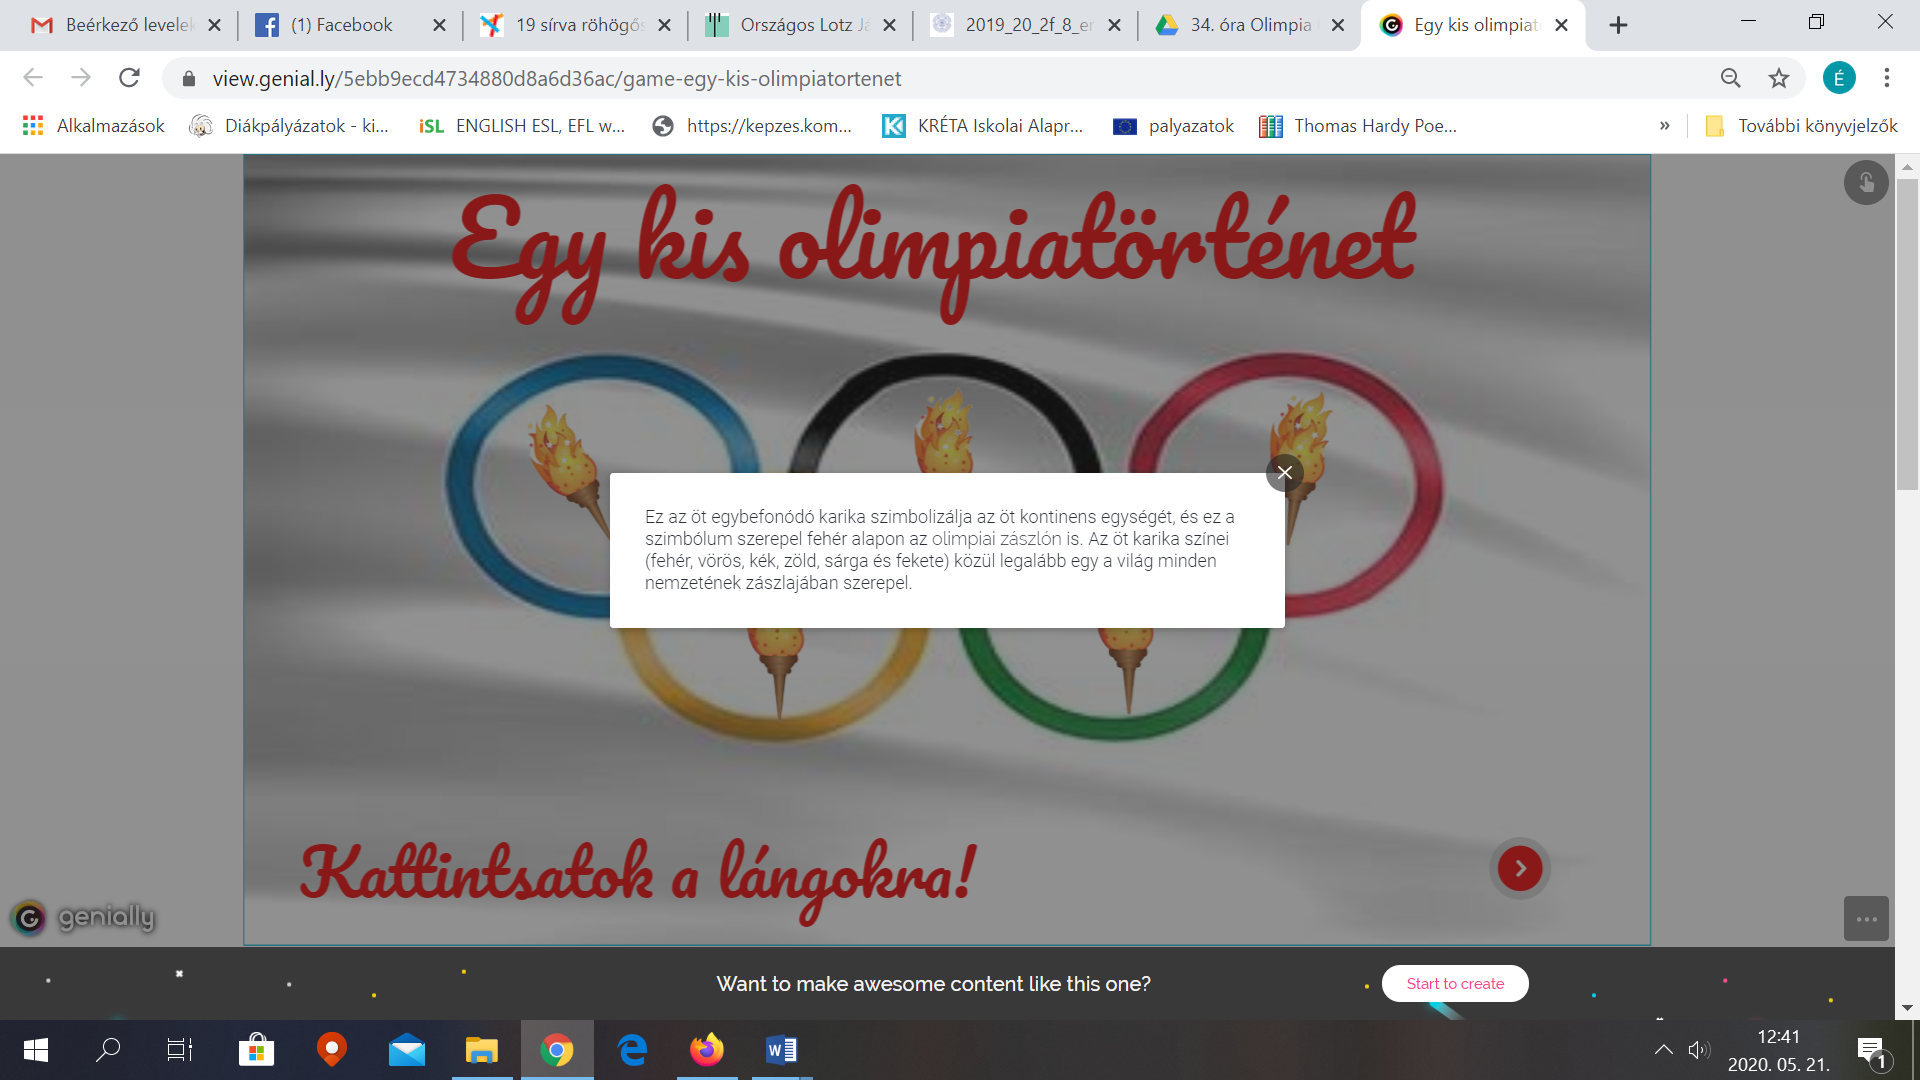 Beérkező levelek
(1) Facebook
19 sírva röhögős
Országos Lotz Já
2019_20_2f_8_er
34. óra Olimpia
Egy kis olimpiatö
view.genial.ly/5ebb9ecd4734880d8a6d36ac/game-egy-kis-olimpiatortenet
É
Alkalmazások
Diákpályázatok - ki...
iSL ENGLISH ESL, EFL w...
https://kepzes.kom...
KRÉTA Iskolai Alapr...
palyazatok
Thomas Hardy Poe...
»
További könyvjelzők
Egy kis olimpiatörténet
Ez az öt egybefonódó karika szimbolizálja az öt kontinens egységét, és ez a
szimbólum szerepel fehér alapon az olimpiai zászlón is. Az öt karika színei
(fehér, vörös, kék, zöld, sárga és fekete) közül legalább egy a világ minden
nemzetének zászlajában szerepel.
Kattintsatok a lángokra!
genially
Want to make awesome content like this one?
Start to create
12:41
2020. 05. 21.
1